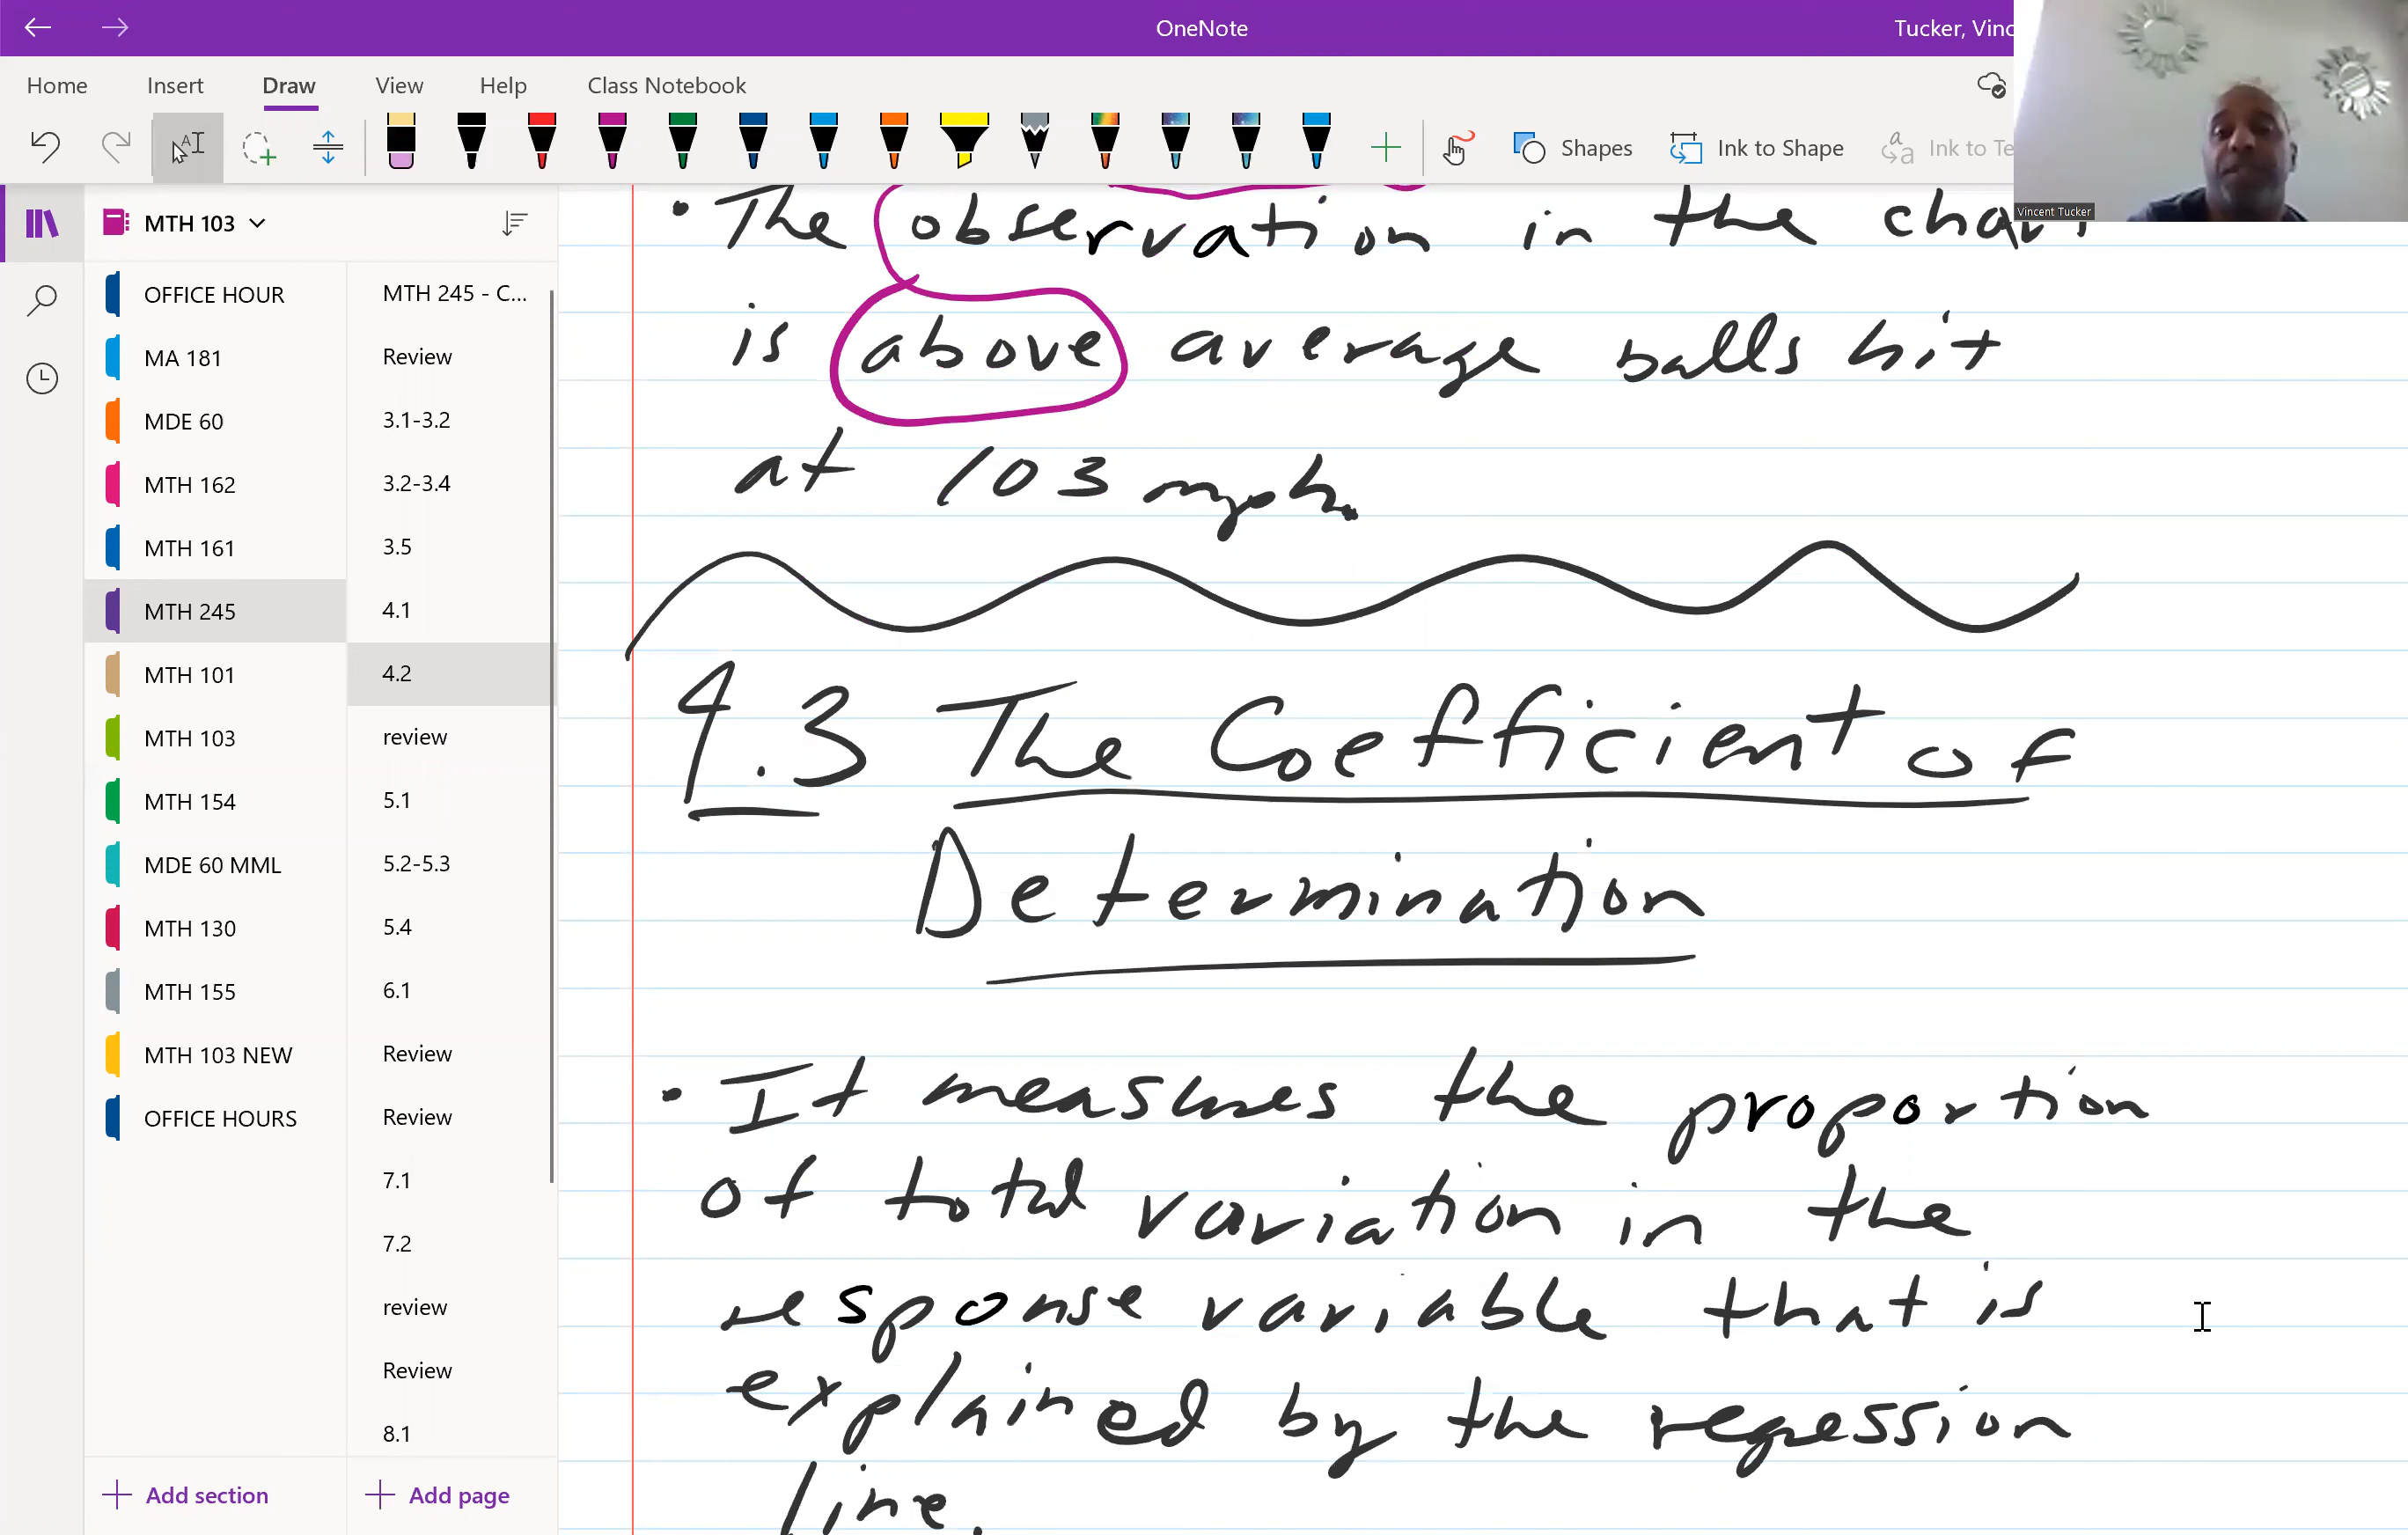 OneNote
Tucker, Vinc
Home Insert Draw View Help Class Notebook
Shapes Ink to Shape Ink to Te
Vincent Tucker
MTH 103
OFFICE HOUR
MA 181
MDE 60
MTH 162
MTH 161
MTH 245
MTH 101
MTH 103
MTH 154
MDE 60 MML
MTH 130
MTH 155
MTH 103 NEW
OFFICE HOURS
Add section
MTH 245 - C...
Review
3.1-3.2
3.2-3.4
3.5
4.1
4.2
review
5.1
5.2-5.3
5.4
6.1
Review
Review
7.1
7.2
review
Review
8.1
Add page
• The observation in the chart
is above average balls hit
at 103 mph.
4.3 The Coefficient of
Determination
• It measures the proportion
of total variation in the
response variable that is
explained by the regression
line.